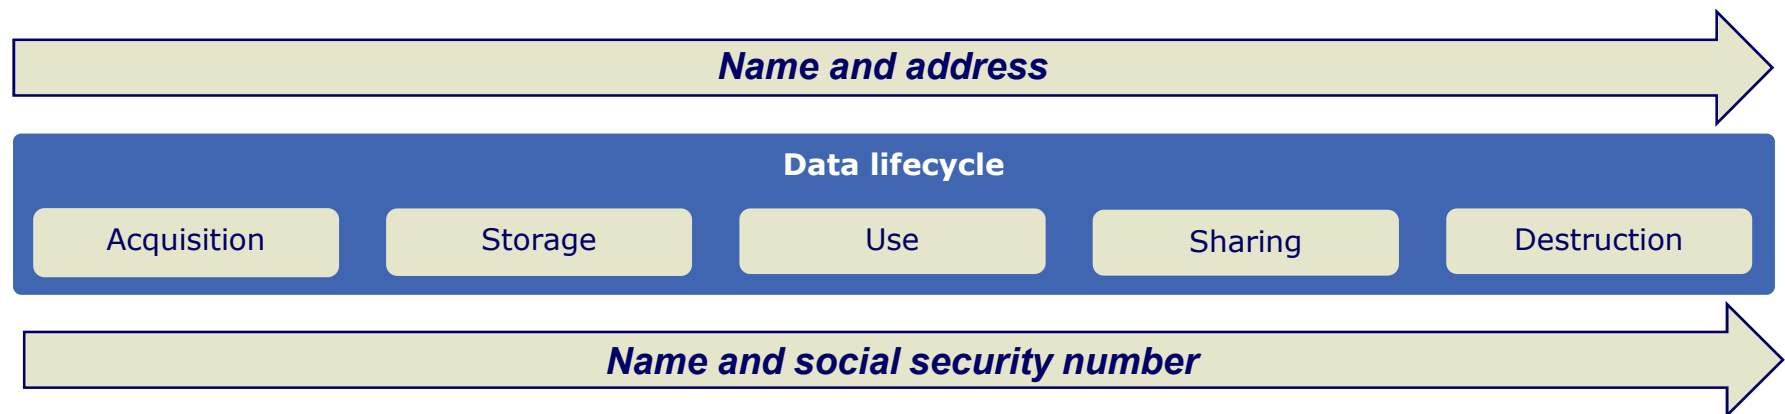 Name and address
Data lifecycle
Acquisition
Storage
Use
Sharing
Destruction
Name and social security number